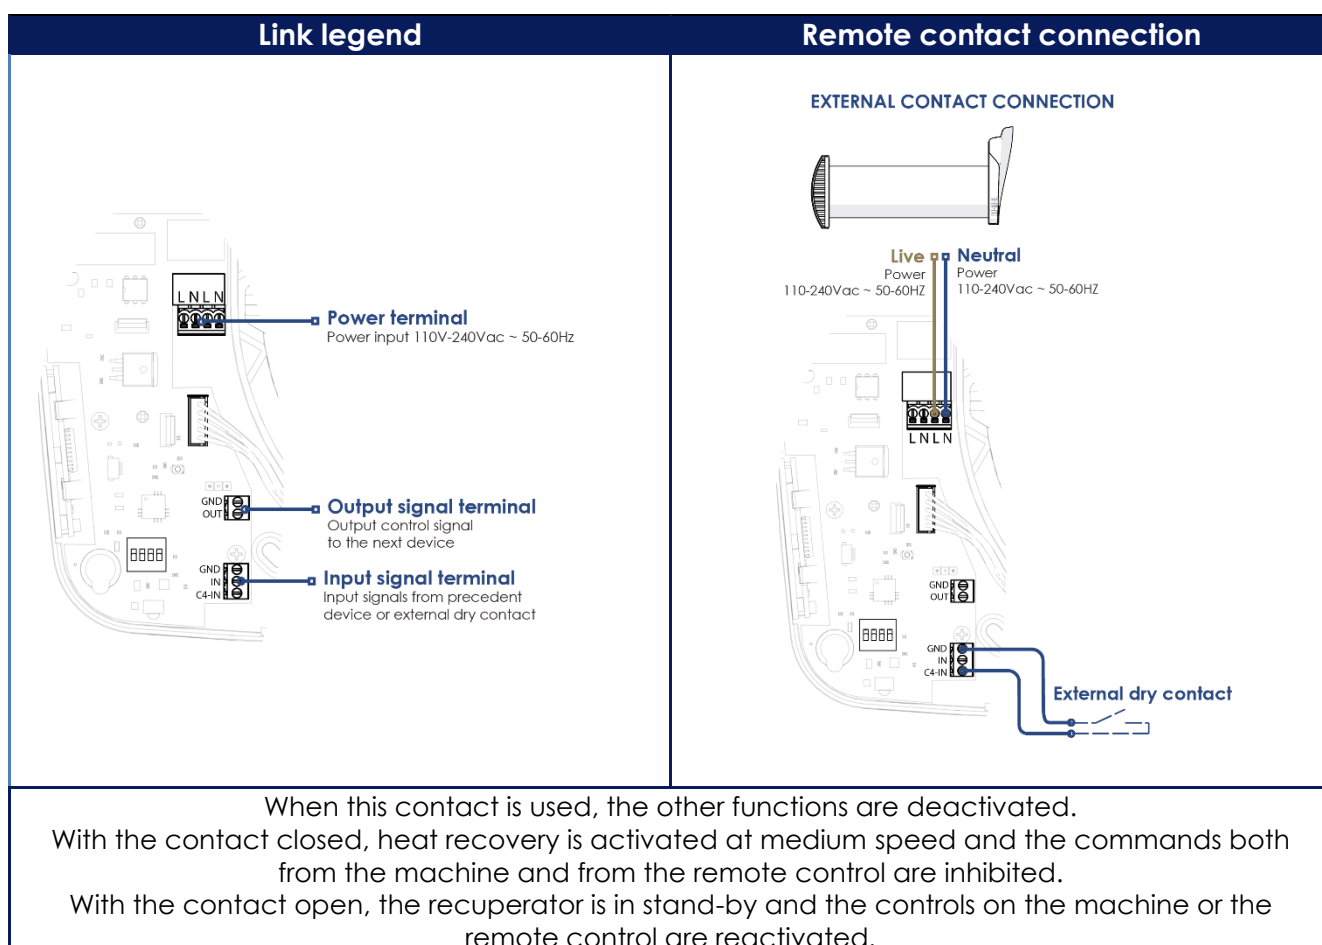 Link legend
Remote contact connection
L N L N
Power terminal
Power input 110V-240Vac ~ 50-60Hz
GND
OUT
Output signal terminal
Output control signal
to the next device
GND
IN
C4-IN
Input signal terminal
Input signals from precedent
device or external dry contact
EXTERNAL CONTACT CONNECTION
Live
Power
110-240Vac ~ 50-60HZ
Neutral
Power
110-240Vac ~ 50-60HZ
L N L N
GND
OUT
GND
IN
C4-IN
External dry contact
When this contact is used, the other functions are deactivated.
With the contact closed, heat recovery is activated at medium speed and the commands both
from the machine and from the remote control are inhibited.
With the contact open, the recuperator is in stand-by and the controls on the machine or the
remote control are reactivated.